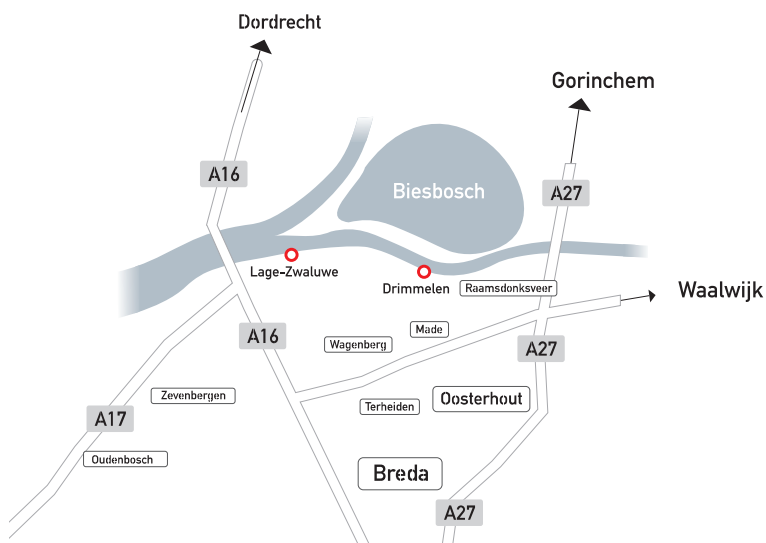 Dordrecht
Gorinchem
A16
Biesbosch
A27
Lage-Zwaluwe
Drimmelen
Raamsdonksveer
Waalwijk
A16
Made
Wagenberg
A27
Zevenbergen
Terheiden
Oosterhout
A17
Oudenbosch
Breda
A27